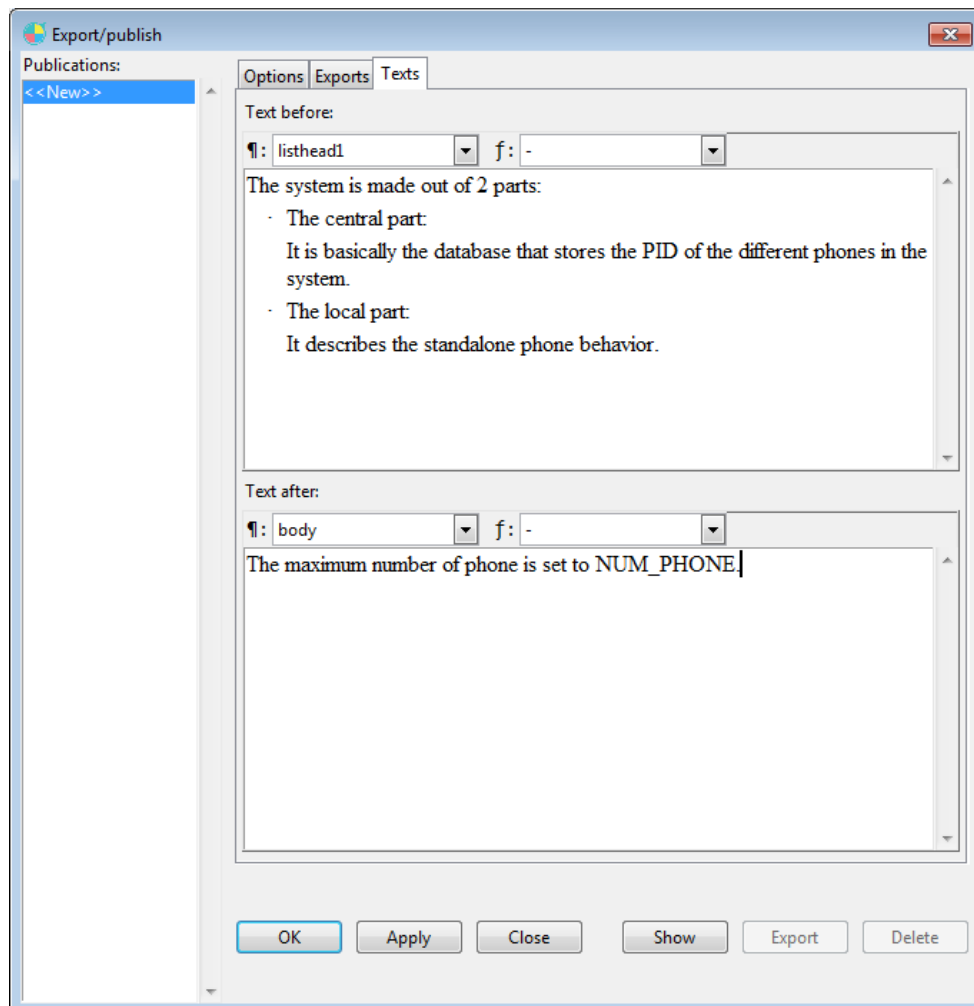 Export/publish
Publications:
<<New>>
Options Exports Texts
Text before:
¶: listhead1 ƒ: -
The system is made out of 2 parts:
· The central part:
It is basically the database that stores the PID of the different phones in the
system.
· The local part:
It describes the standalone phone behavior.
Text after:
¶: body ƒ: -
The maximum number of phone is set to NUM_PHONE.
OK Apply Close Show Export Delete